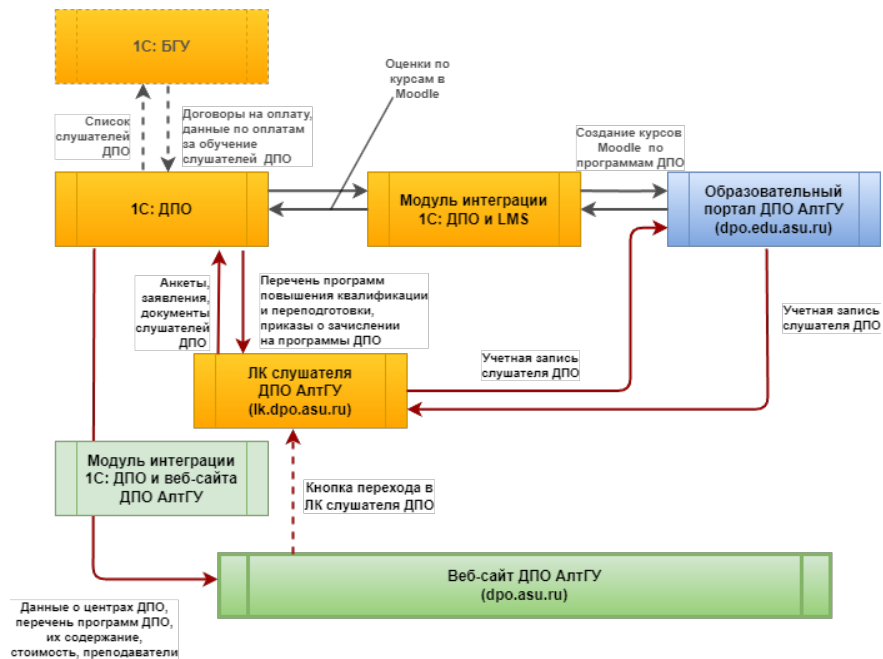 1С: БГУ
Оценки по
курсам в
Moodle
Список
слушателей
ДПО
Договоры на оплату,
данные по оплатам
за обучение
слушателей ДПО
Создание курсов
Moodle по
программам ДПО
1С: ДПО
Модуль интеграции
1С: ДПО и LMS
Образовательный
портал ДПО АлтГУ
(dpo.edu.asu.ru)
Анкеты,
заявления,
документы
слушателей
ДПО
Перечень программ
повышения квалификации
и переподготовки,
приказы о зачислении
на программы ДПО
Учетная запись
слушателя ДПО
Учетная запись
слушателя ДПО
ЛК слушателя
ДПО АлтГУ
(lk.dpo.asu.ru)
Модуль интеграции
1С: ДПО и веб-сайта
ДПО АлтГУ
Кнопка перехода в
ЛК слушателя ДПО
Веб-сайт ДПО АлтГУ
(dpo.asu.ru)
Данные о центрах ДПО,
перечень программ ДПО,
их содержание,
стоимость, преподаватели